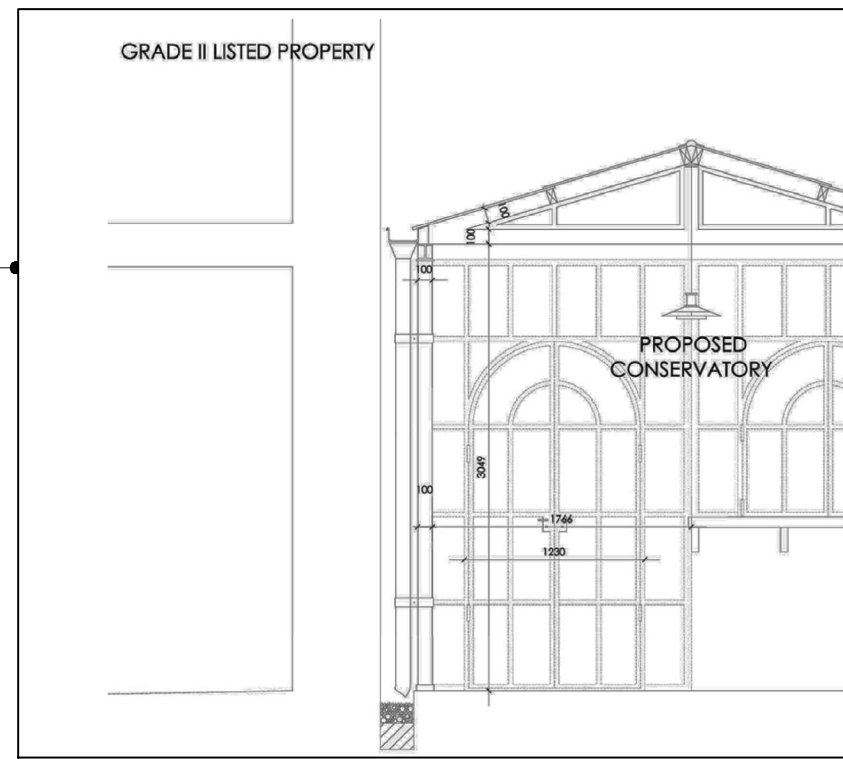 GRADE II LISTED PROPERTY
100
100
100
PROPOSED
CONSERVATORY
3049
100
1766
1230